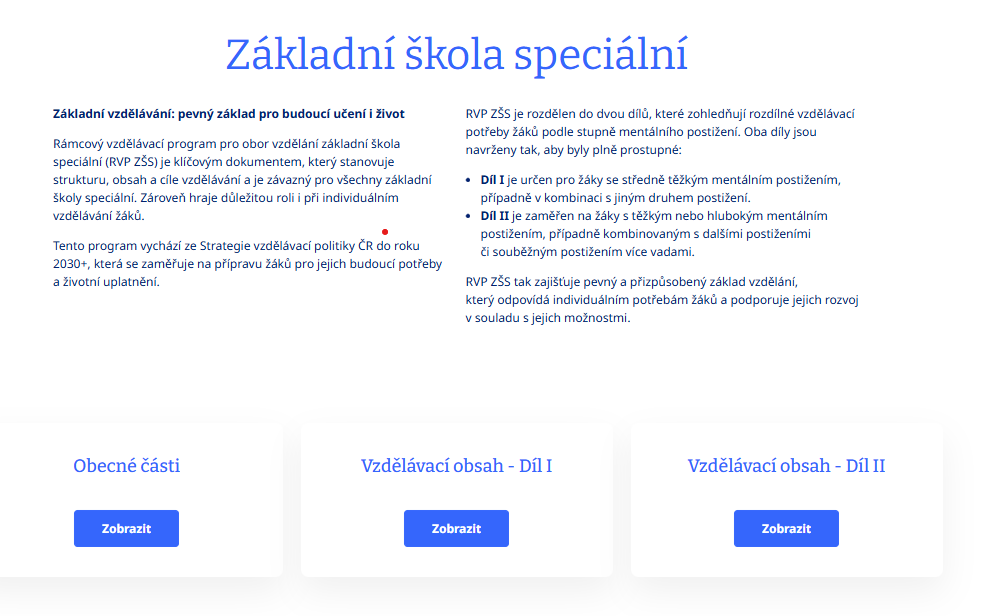 Základní škola speciální
Základní vzdělávání: pevný základ pro budoucí učení i život
Rámcový vzdělávací program pro obor vzdělání základní škola
speciální (RVP ZŠS) je klíčovým dokumentem, který stanovuje
strukturu, obsah a cíle vzdělávání a je závazný pro všechny základní
školy speciální. Zároveň hraje důležitou roli i při individuálním
vzdělávání žáků.
Tento program vychází ze Strategie vzdělávací politiky ČR do roku
2030+, která se zaměřuje na přípravu žáků pro jejich budoucí potřeby
a životní uplatnění.
RVP ZŠS je rozdělen do dvou dílů, které zohledňují rozdílné vzdělávací
potřeby žáků podle stupně mentálního postižení. Oba díly jsou
navrženy tak, aby byly plně prostupné:
• Díl I je určen pro žáky se středně těžkým mentálním postižením,
případně v kombinaci s jiným druhem postižení.
• Díl II je zaměřen na žáky s těžkým nebo hlubokým mentálním
postižením, případně kombinovaným s dalšími postiženími
či souběžným postižením více vadami.
RVP ZŠS tak zajišťuje pevný a přizpůsobený základ vzdělání,
který odpovídá individuálním potřebám žáků a podporuje jejich rozvoj
v souladu s jejich možnostmi.
Obecné části
Zobrazit
Vzdělávací obsah - Díl I
Zobrazit
Vzdělávací obsah - Díl II
Zobrazit